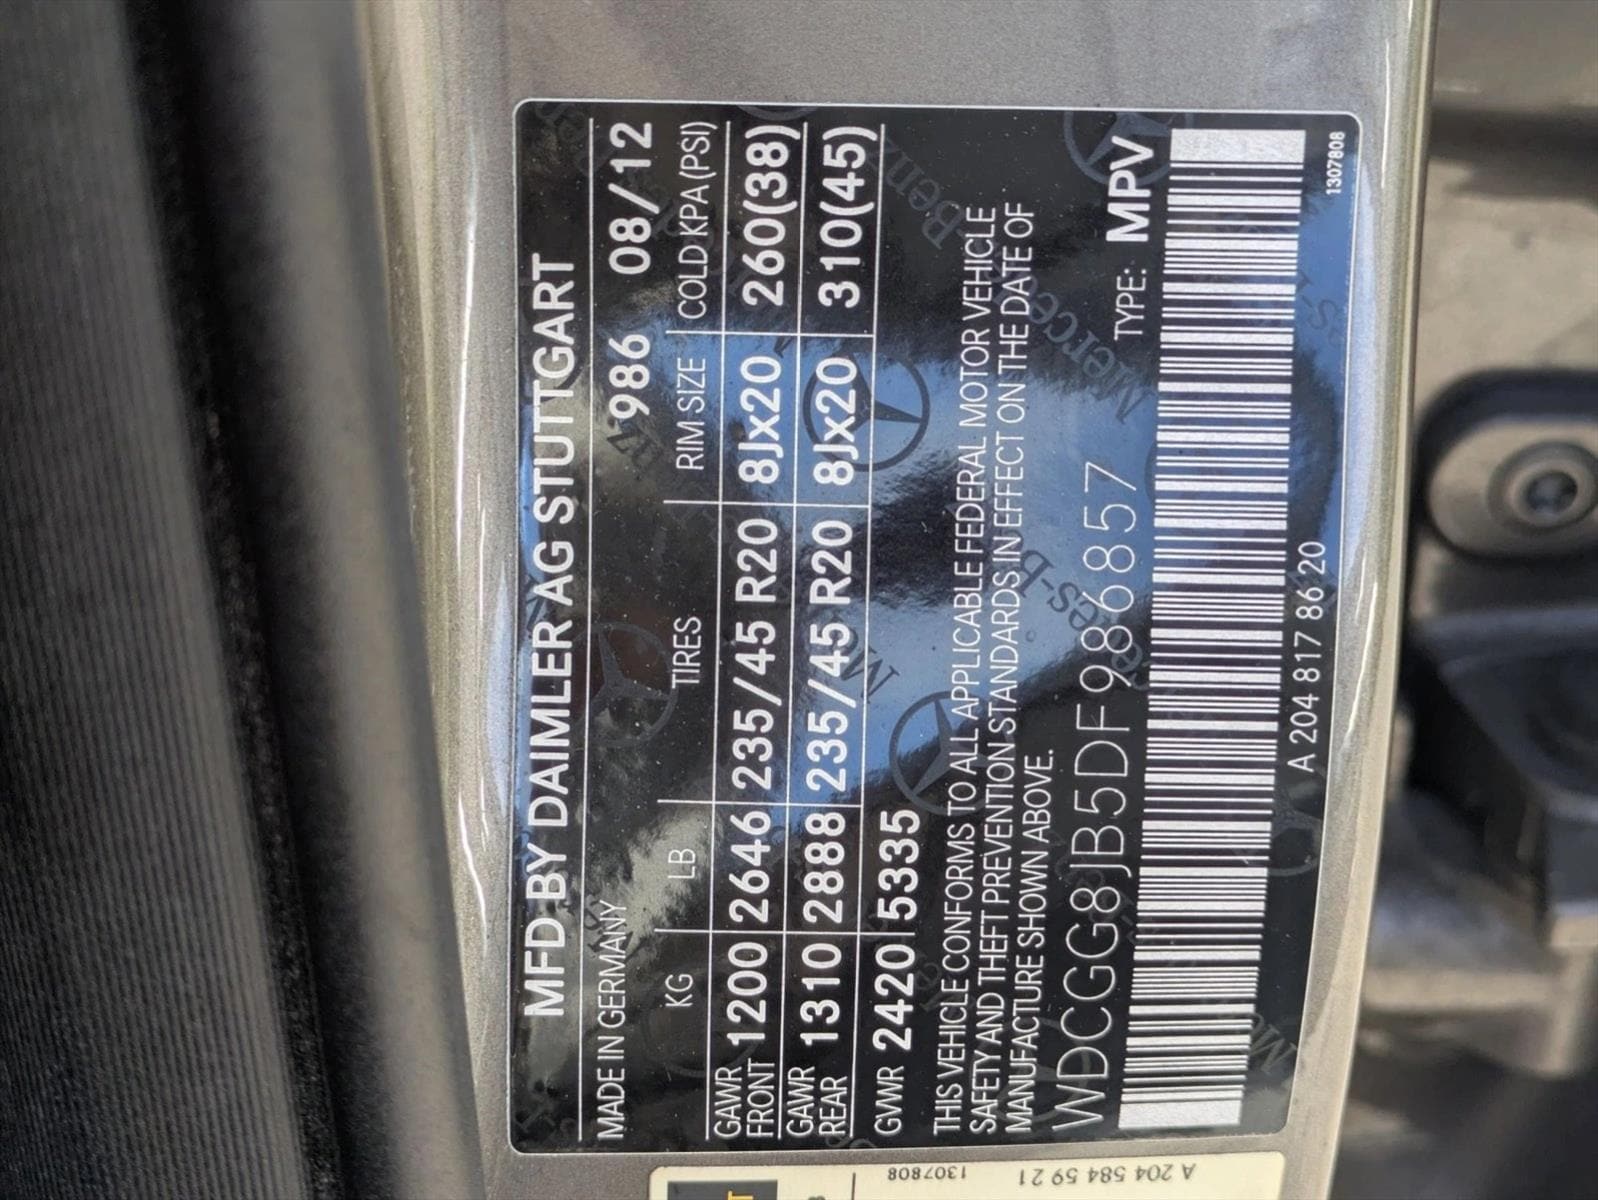 MFD BY DAIMLER AG STUTTGART
MADE IN GERMANY 986 08/12
KG LB TIRES RIM SIZE COLD KPA (PSI)
GAWR FRONT 1200 2646 235/45 R20 8Jx20 260(38)
GAWR REAR 1310 2888 235/45 R20 8Jx20 310(45)
GVWR 2420 5335
THIS VEHICLE CONFORMS TO ALL APPLICABLE FEDERAL MOTOR VEHICLE
SAFETY AND THEFT PREVENTION STANDARDS IN EFFECT ON THE DATE OF
MANUFACTURE SHOWN ABOVE.
WDCGG8JB5DF986857 TYPE: MPV
A 204 817 86 20
1307808
A 204 584 59 21
1307808